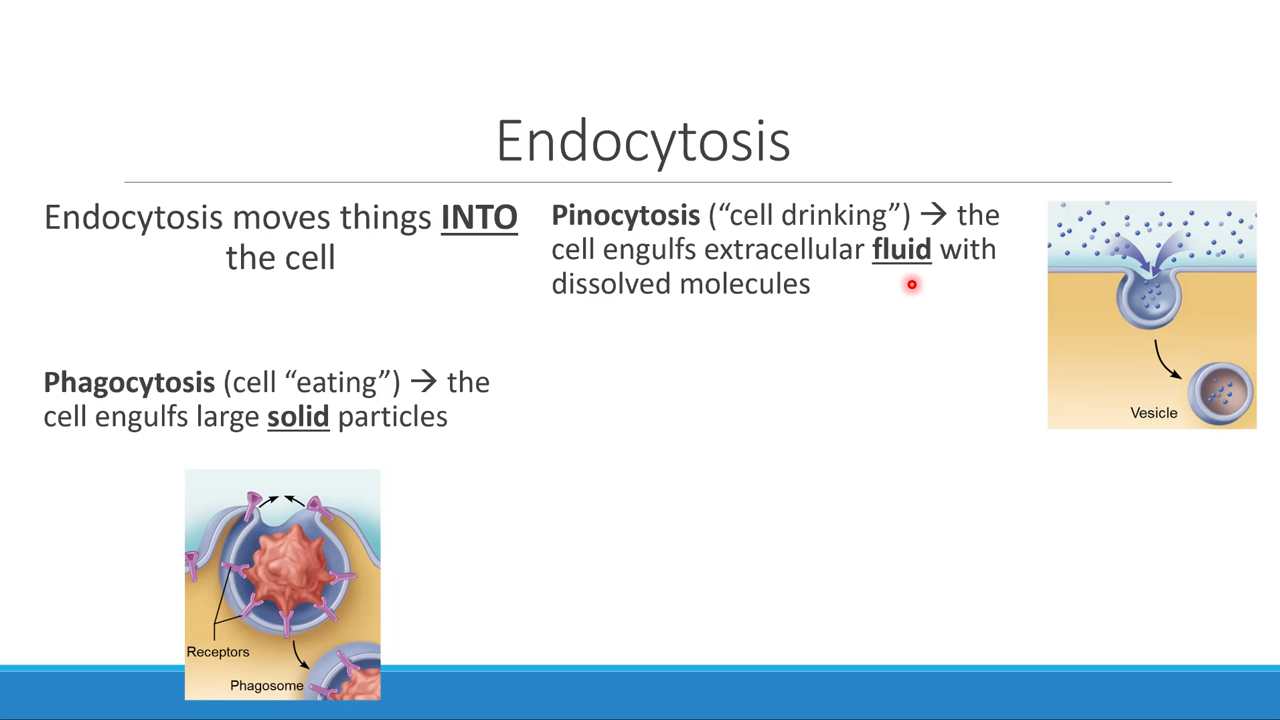 Endocytosis
Endocytosis moves things INTO
the cell
Phagocytosis (cell “eating”) → the
cell engulfs large solid particles
Receptors
Phagosome
Pinocytosis (“cell drinking”) → the
cell engulfs extracellular fluid with
dissolved molecules
Vesicle